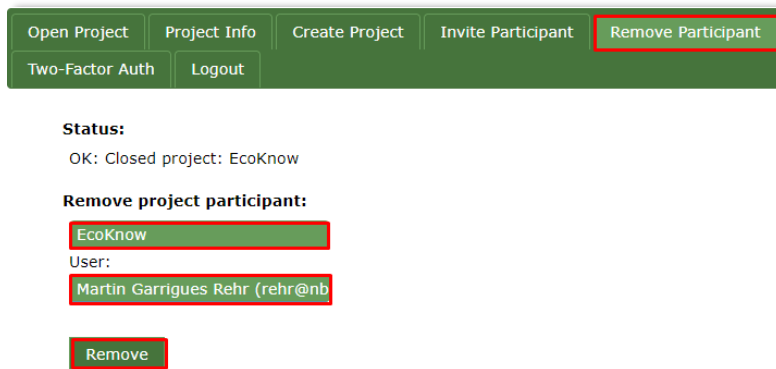 Open Project Project Info Create Project Invite Participant Remove Participant
Two-Factor Auth Logout
Status:
OK: Closed project: EcoKnow
Remove project participant:
EcoKnow
User:
Martin Garrigues Rehr (rehr@nb
Remove